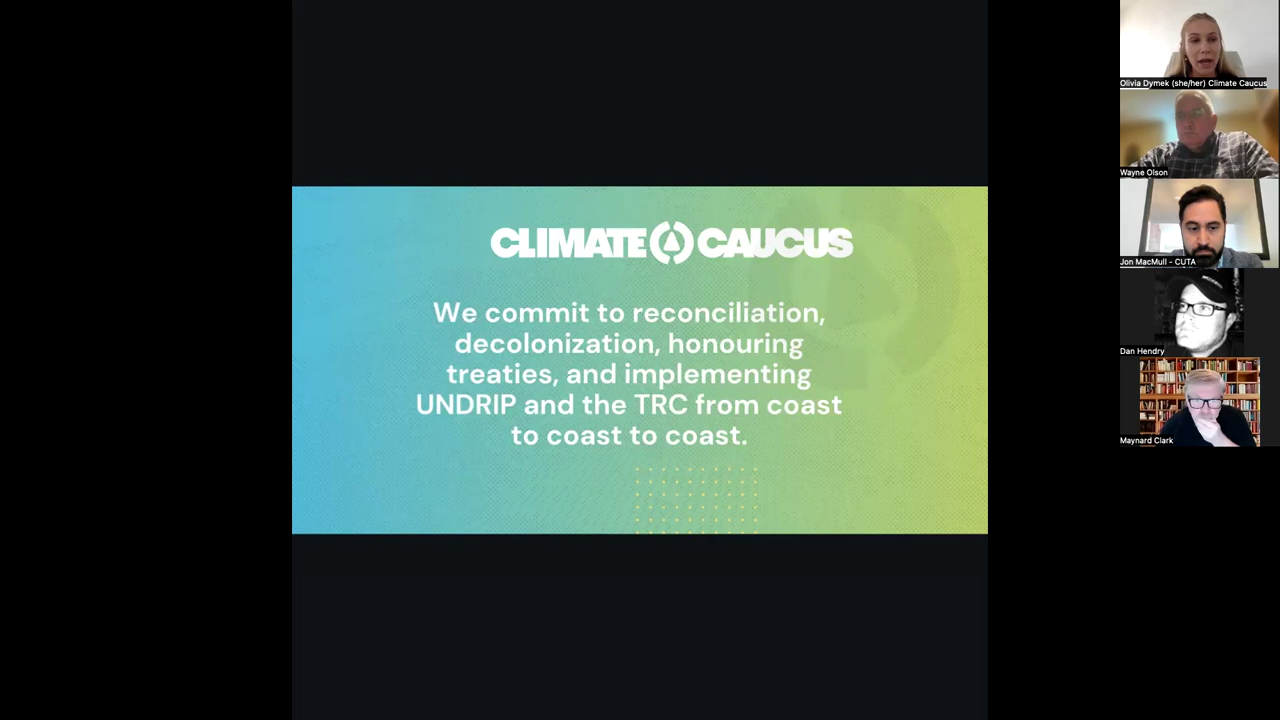 CLIMATE CAUCUS
We commit to reconciliation,
decolonization, honouring
treaties, and implementing
UNDRIP and the TRC from coast
to coast to coast.
Olivia Dymek (she/her) Climate Caucus
Wayne Olson
Jon MacMull - CUTA
Dan Hendry
Maynard Clark